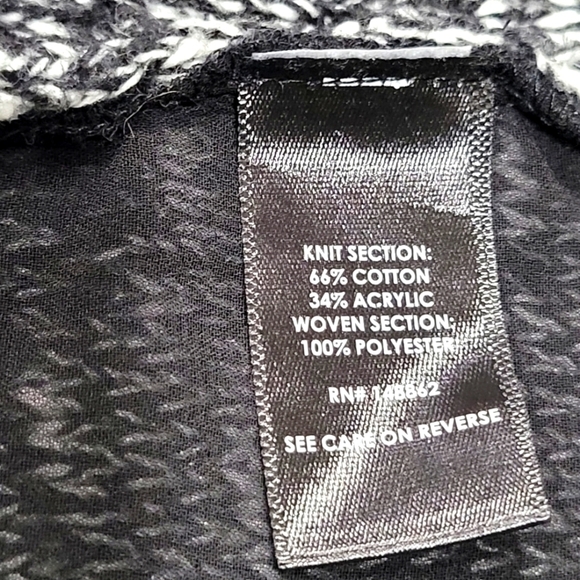 KNIT SECTION:
66% COTTON
34% ACRYLIC
WOVEN SECTION:
100% POLYESTER
RN# 148862
SEE CARE ON REVERSE